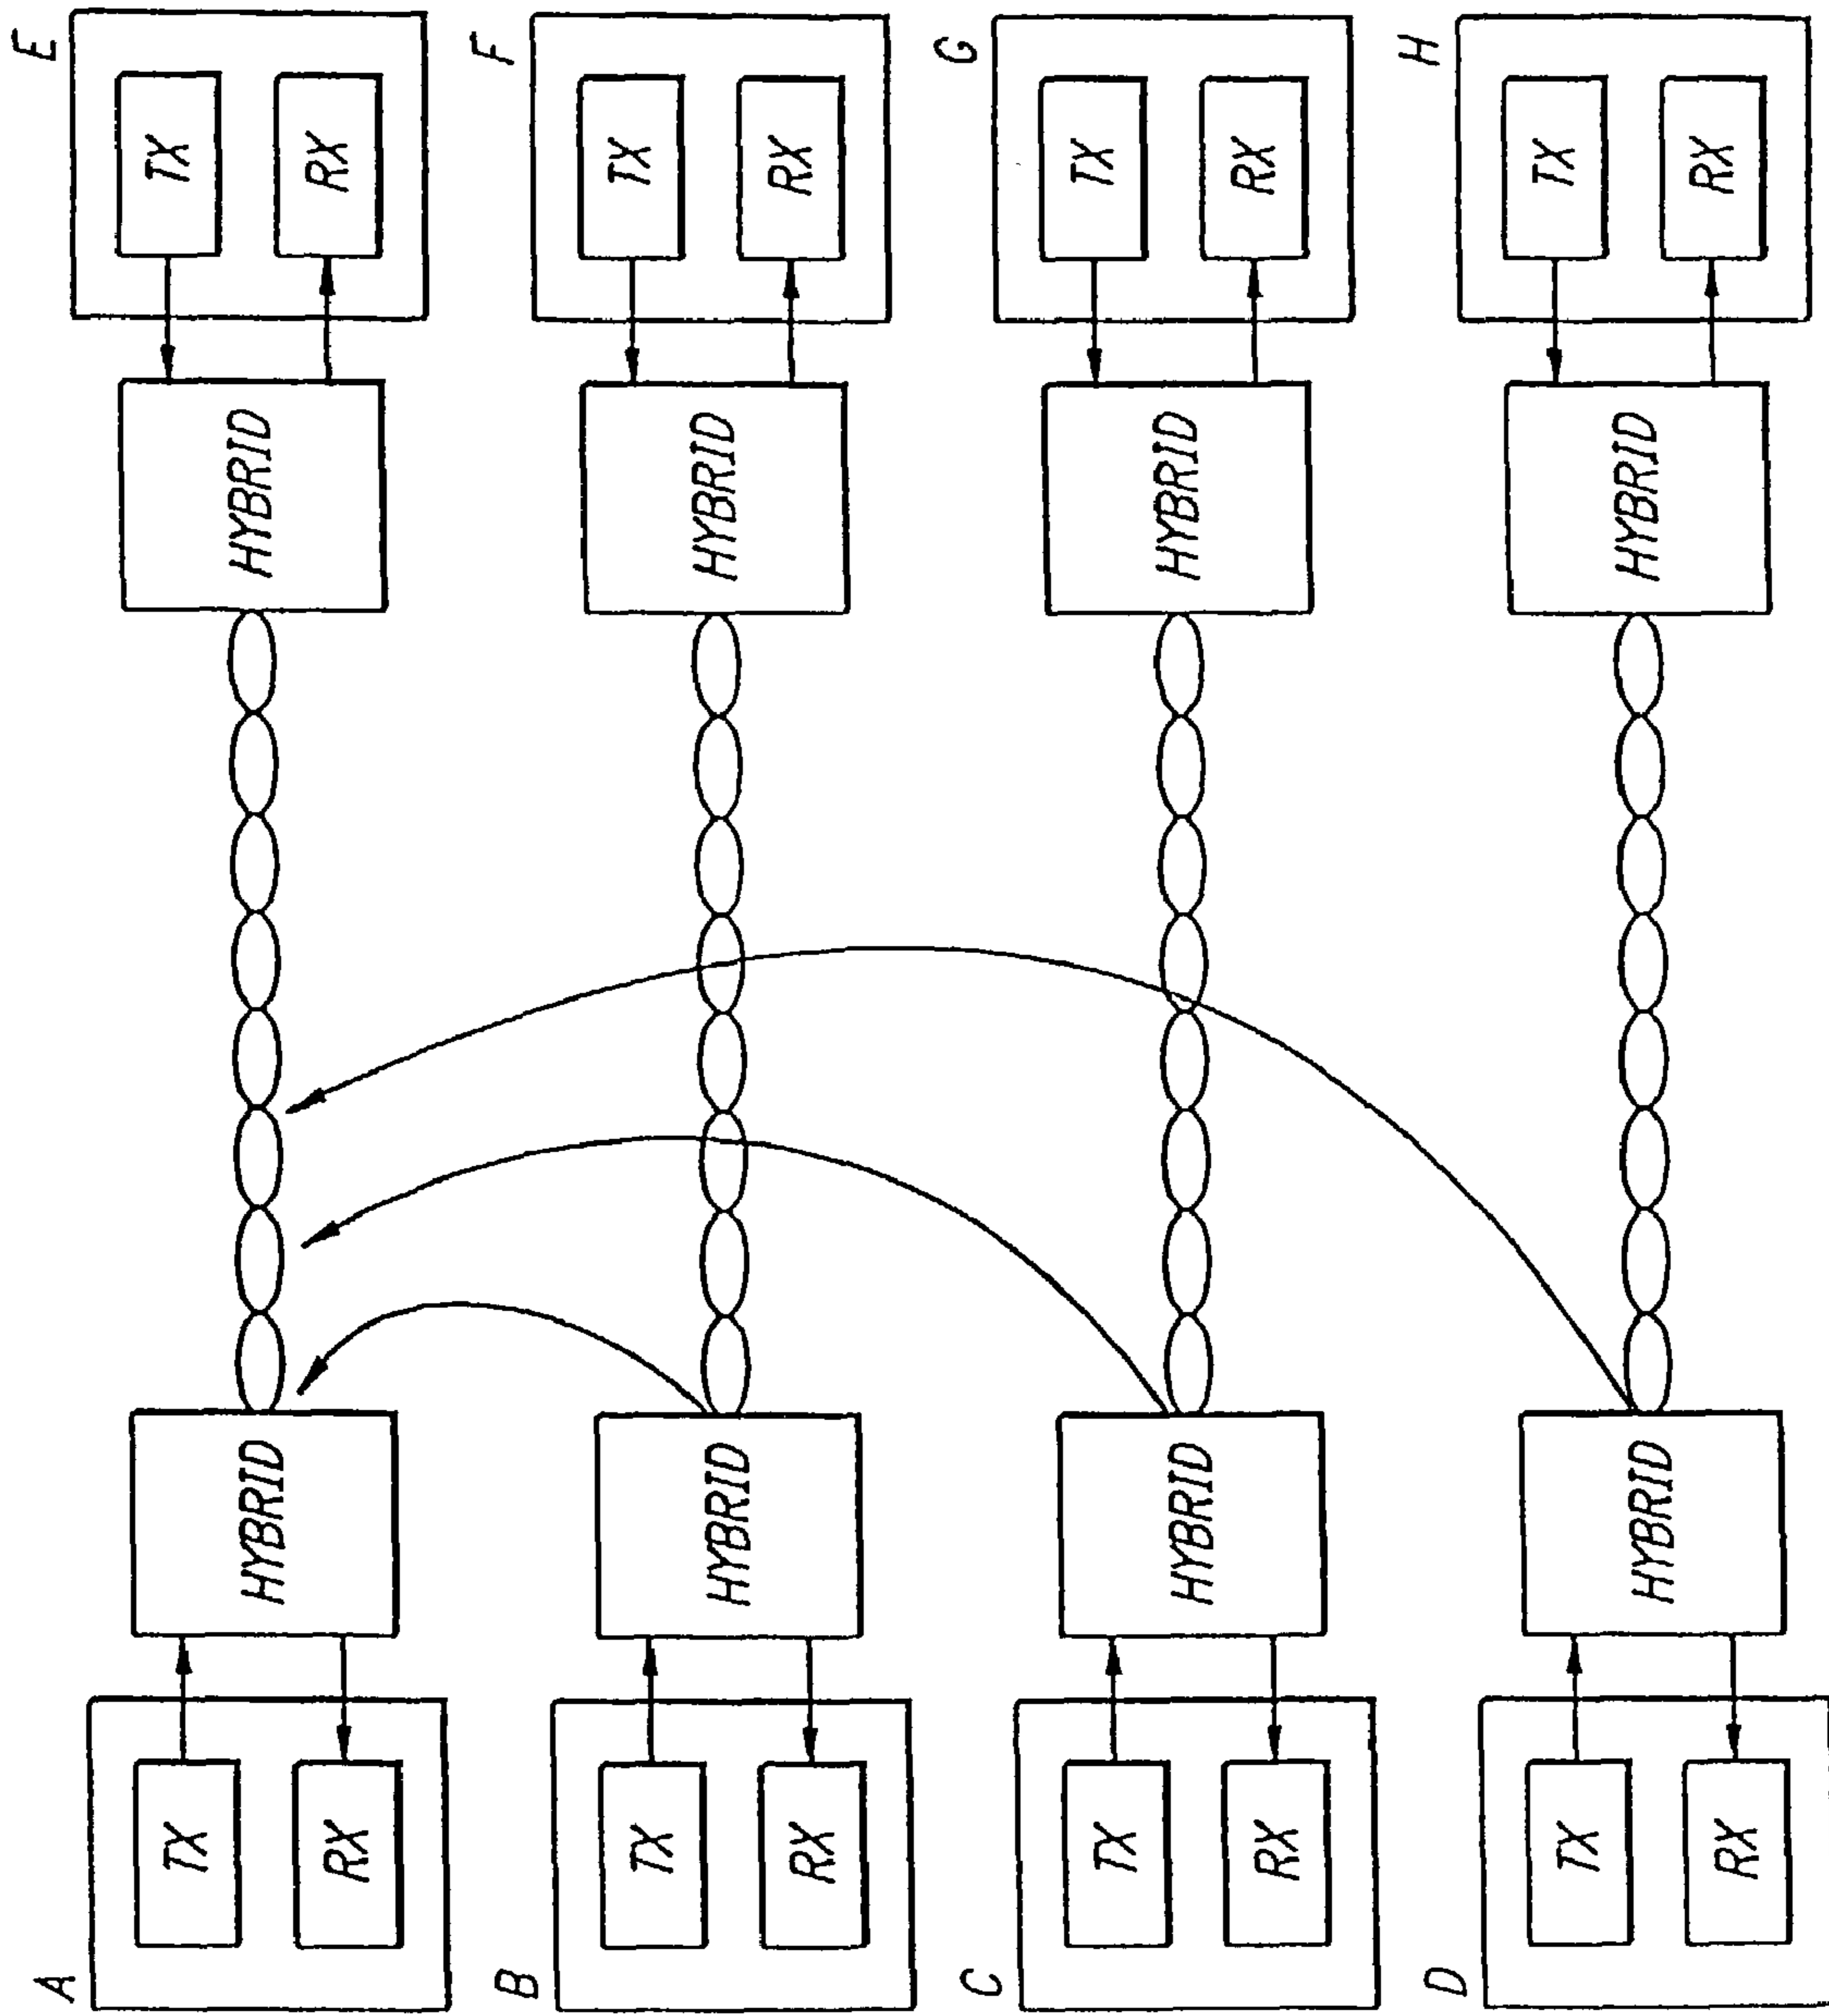 A
TX
RX
HYBRID
HYBRID
E
TX
RX
B
TX
RX
HYBRID
HYBRID
F
TX
RX
C
TX
RX
HYBRID
HYBRID
G
TX
RX
D
TX
RX
HYBRID
HYBRID
H
TX
RX